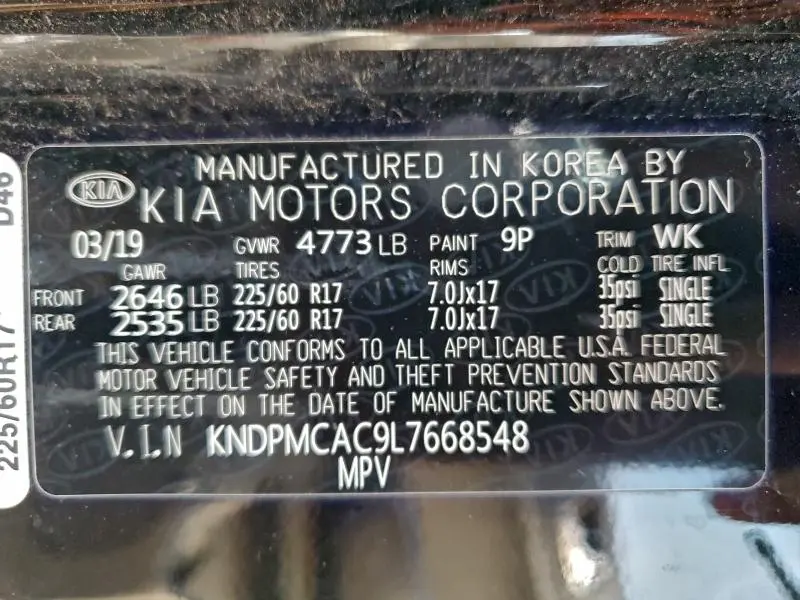 MANUFACTURED IN KOREA BY
KIA KIA MOTORS CORPORATION
03/19 GVWR 4773 LB PAINT 9P TRIM WK
GAWR TIRES RIMS COLD TIRE INFL
FRONT 2646 LB 225/60 R17 7.0Jx17 35psi SINGLE
REAR 2535 LB 225/60 R17 7.0Jx17 35psi SINGLE
THIS VEHICLE CONFORMS TO ALL APPLICABLE U.S.A. FEDERAL
MOTOR VEHICLE SAFETY AND THEFT PREVENTION STANDARDS
IN EFFECT ON THE DATE OF MANUFACTURE SHOWN ABOVE.
V.I.N KNDPMCAC9L7668548
MPV
225/60R17